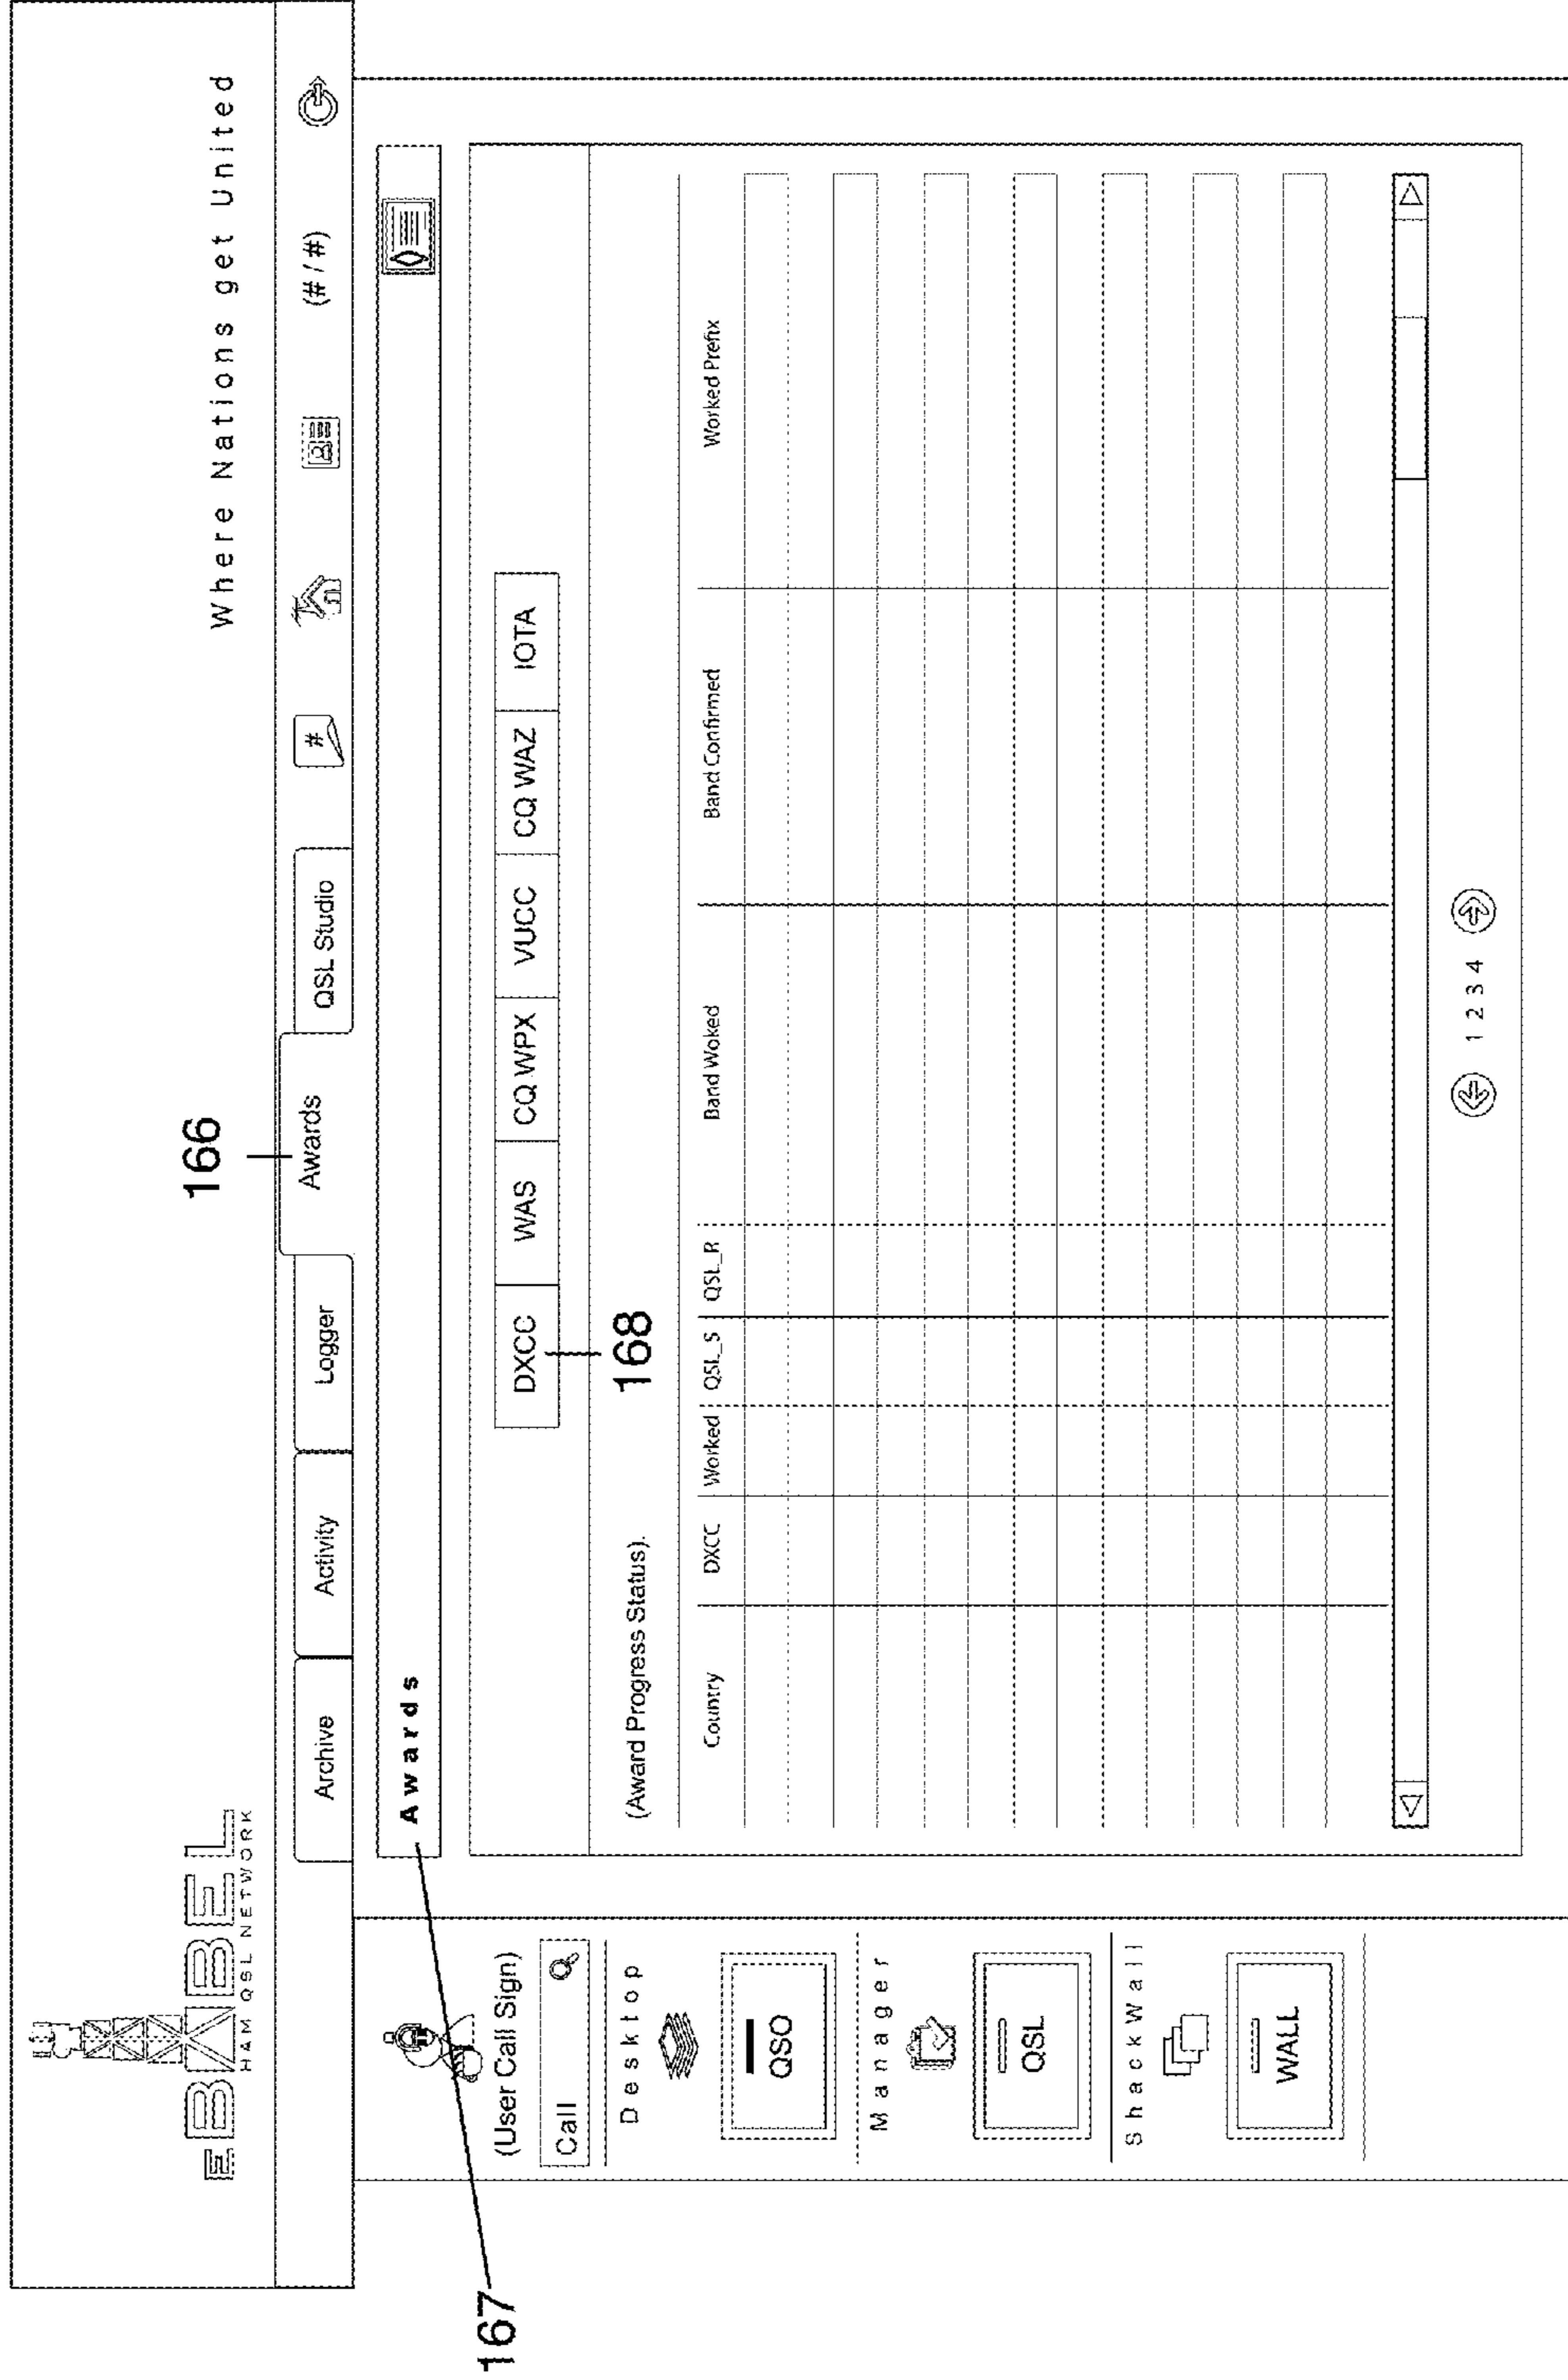 EBABBEL
HAM QSL NETWORK
Where Nations get United
166
Archive
Activity
Logger
Awards
QSL Studio
#
(#/#)
167
Awards
(User Call Sign)
Call
Desktop
QSO
Manager
QSL
ShackWall
WALL
DXCC
WAS
CQ WPX
VUCC
CQ WAZ
IOTA
168
(Award Progress Status).
Country
DXCC
Worked
QSL_S
QSL_R
Band Woked
Band Confirmed
Worked Prefix
1 2 3 4